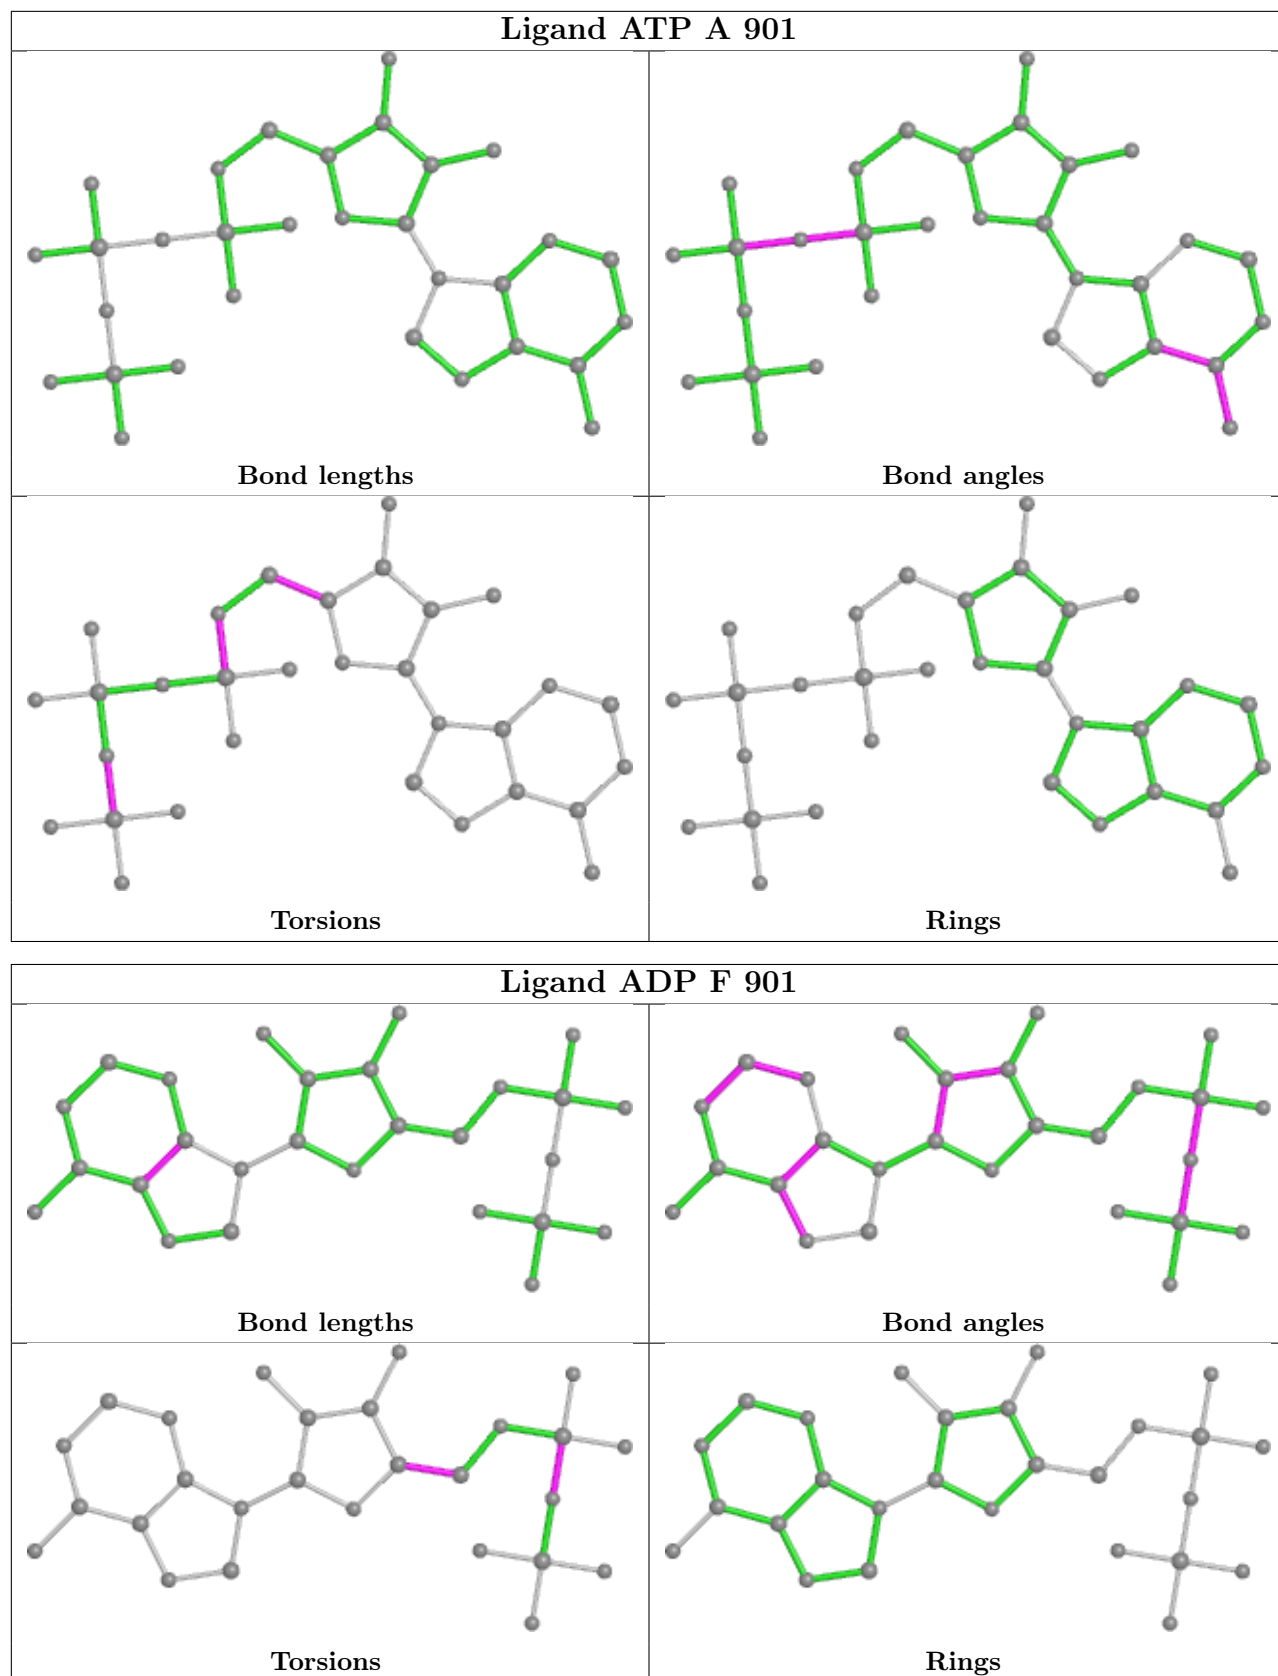 Ligand ATP A 901
Bond lengths
Bond angles
Torsions
Rings
Ligand ADP F 901
Bond lengths
Bond angles
Torsions
Rings